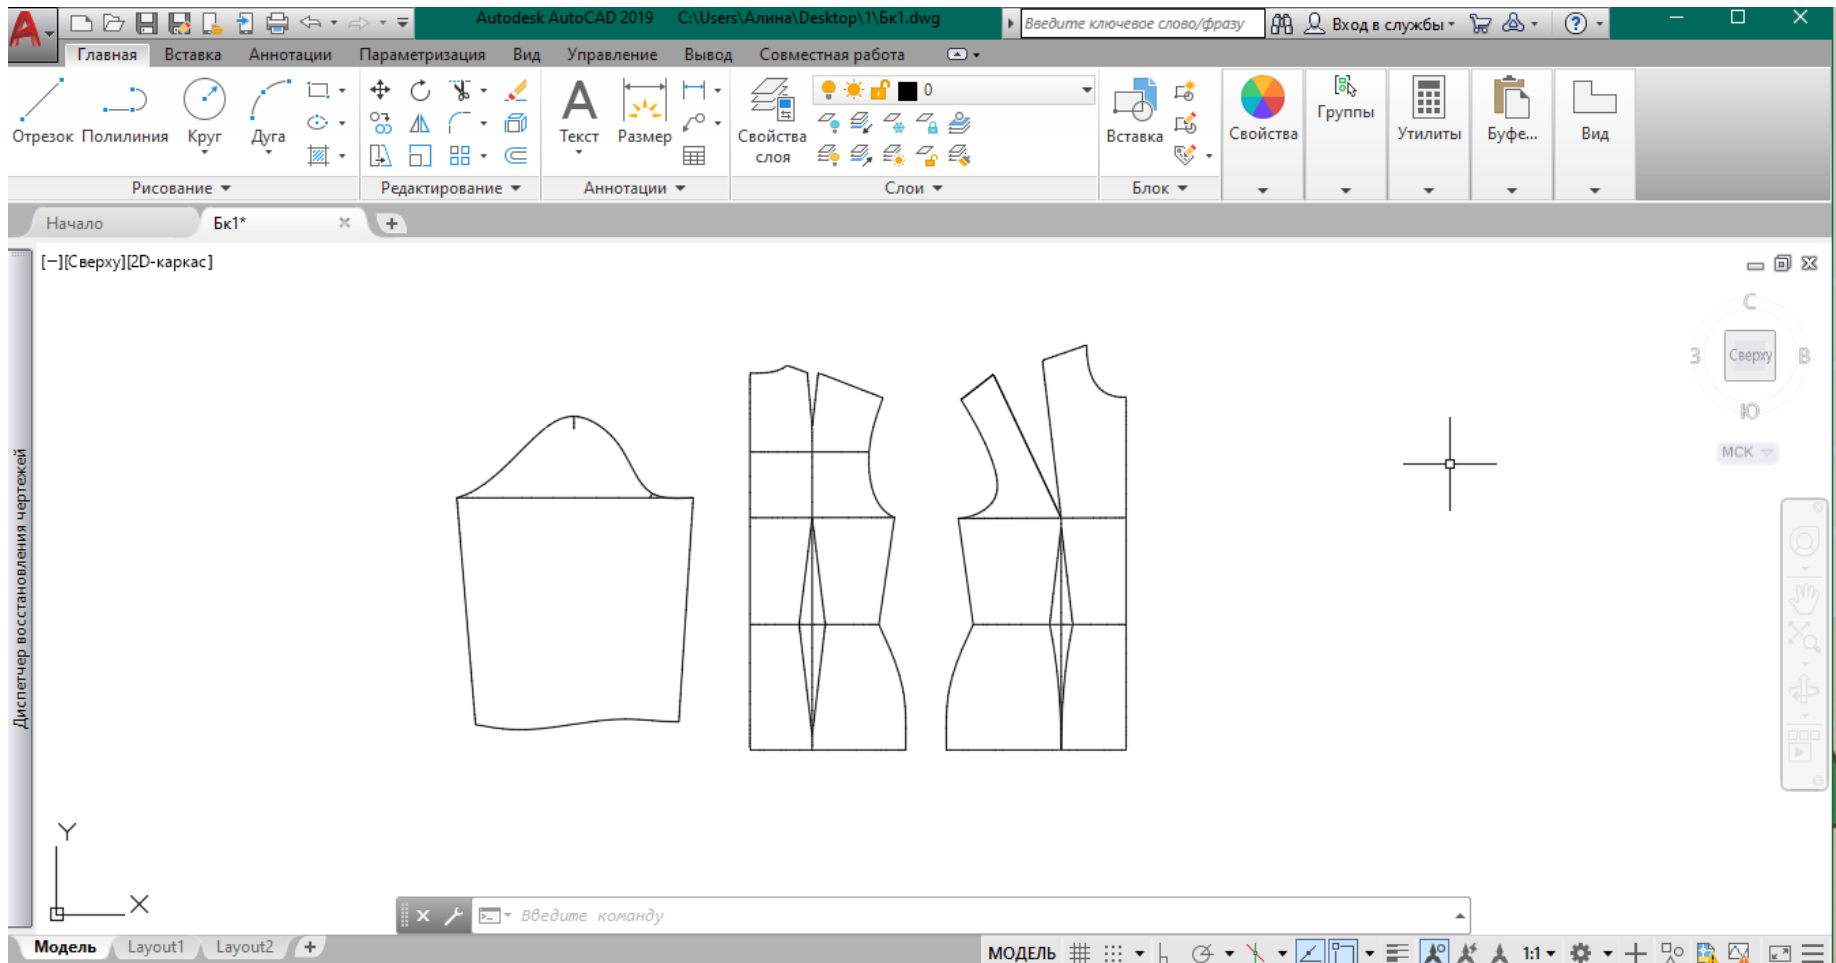 Autodesk AutoCAD 2019 C:\Users\Алина\Desktop\1\Бк1.dwg
Введите ключевое слово/фразу
Вход в службы
Главная Вставка Аннотации Параметризация Вид Управление Вывод Совместная работа
0
Группы
Отрезок Полилиния Круг Дуга
Текст Размер
Свойства слоя
Вставка
Свойства
Утилиты
Буфе...
Вид
Рисование Редактирование Аннотации Слои Блок
Начало Бк1*
[−][Сверху][2D-каркас]
С
З Сверху В
Ю
МСК
Диспетчер восстановления чертежей
Y
X
Введите команду
Модель Layout1 Layout2
МОДЕЛЬ 1:1